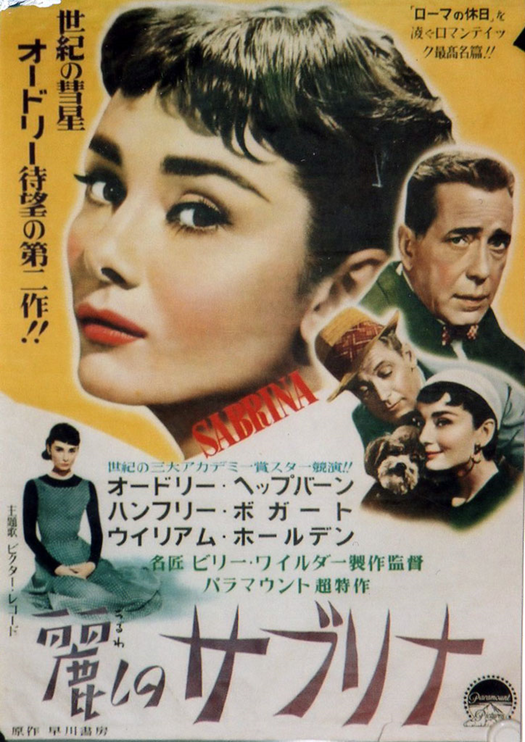 「ローマの休日」を
凌ぐロマンティッ
ク最高名篇!!
世紀の彗星
オードリー待望の第二作!!
SABRINA
世紀の三大アカデミー賞スター競演!!
オードリー・ヘップバーン
ハンフリー・ボガート
ウイリアム・ホールデン
名匠 ビリー・ワイルダー製作監督
パラマウント超特作
主題歌 ビクター・レコード
うるわ
麗しのサブリナ
原作 早川書房
Paramount